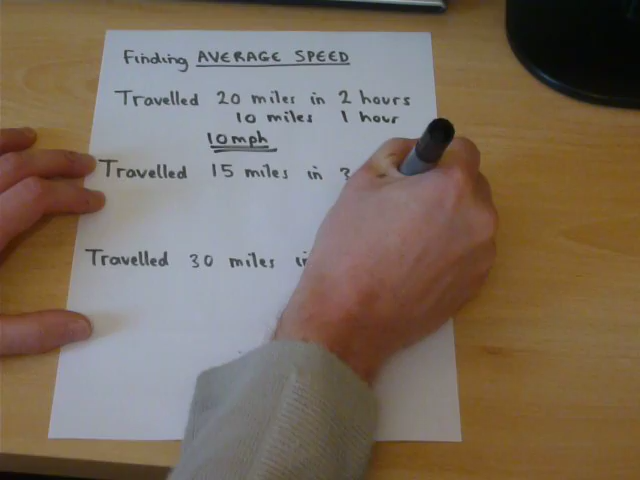 Finding AVERAGE SPEED
Travelled 20 miles in 2 hours
10 miles 1 hour
10mph
Travelled 15 miles in 3
Travelled 30 miles in